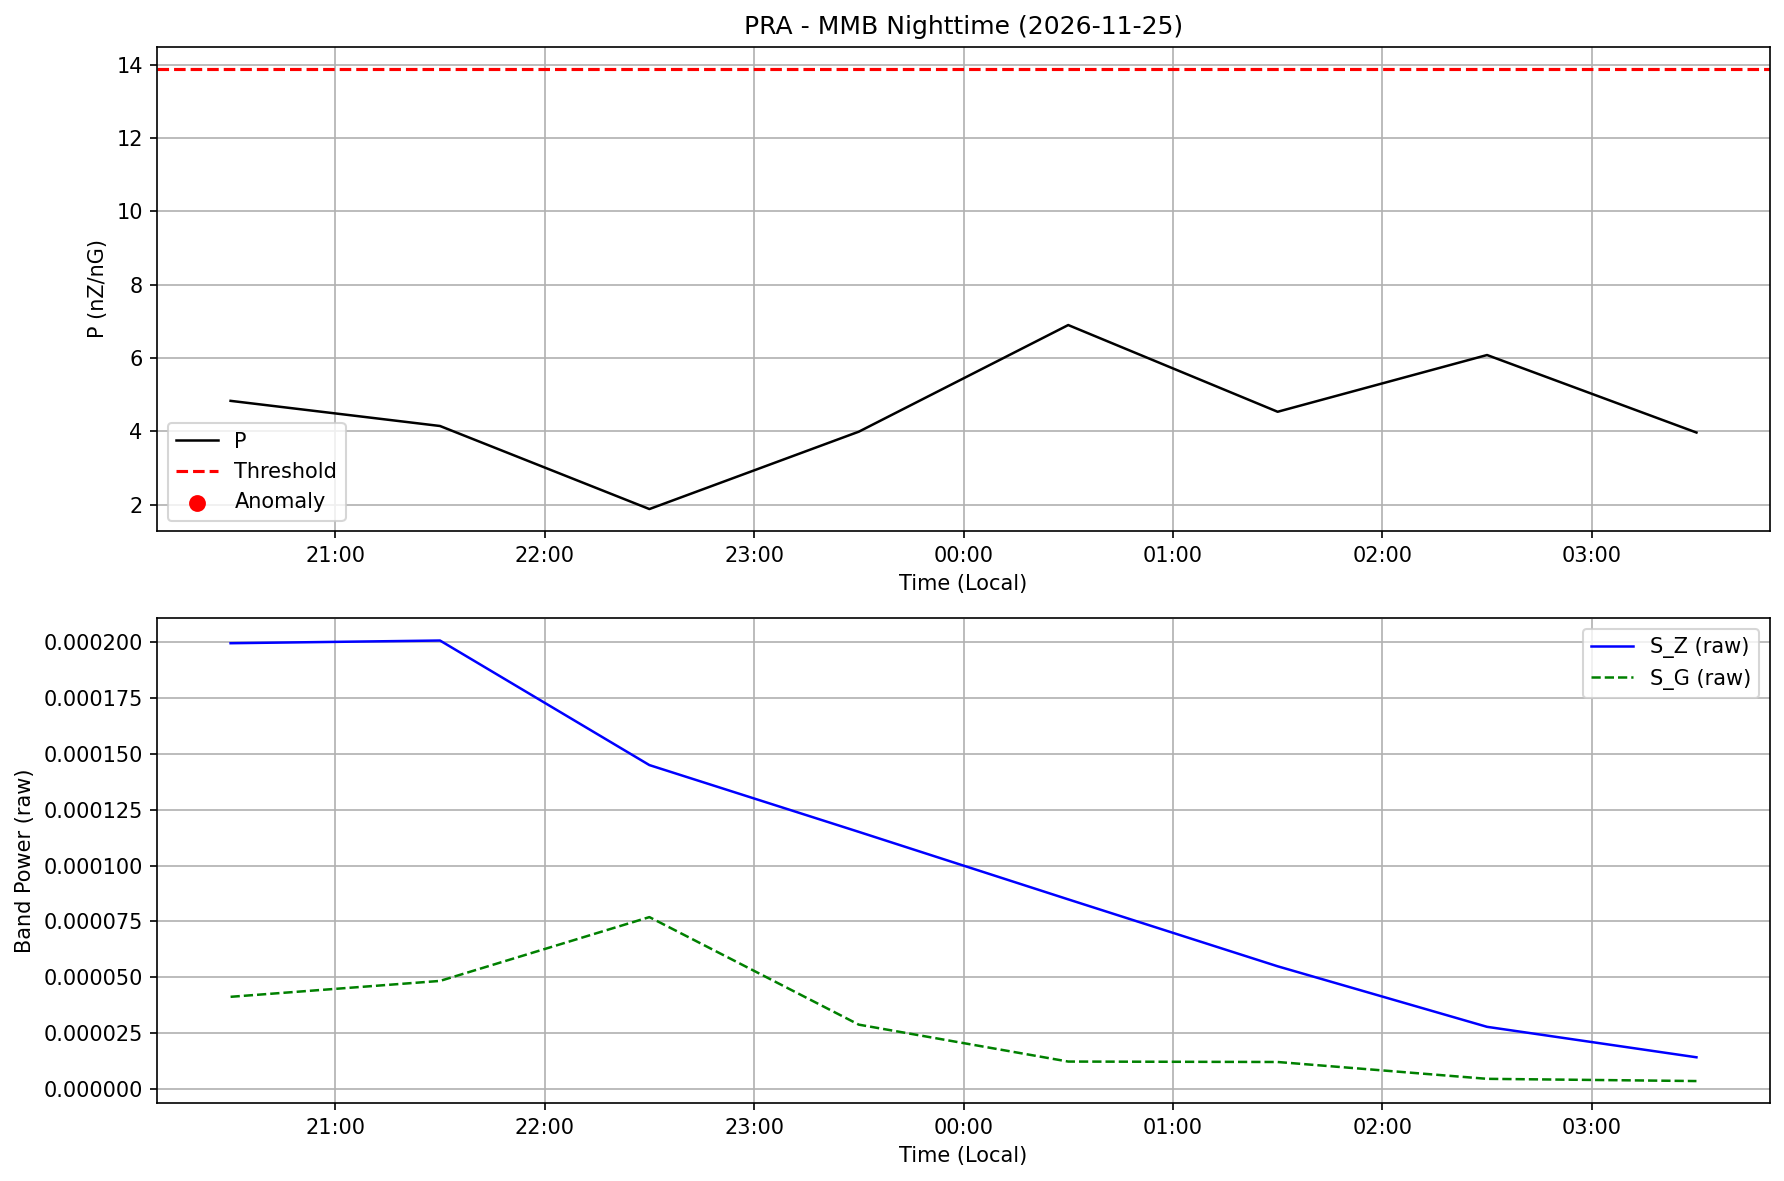 PRA - MMB Nighttime (2026-11-25)
P (nZ/nG)
14
12
10
8
6
4
2
P
Threshold
Anomaly
21:00 22:00 23:00 00:00 01:00 02:00 03:00
Time (Local)
Band Power (raw)
0.000200
0.000175
0.000150
0.000125
0.000100
0.000075
0.000050
0.000025
0.000000
S_Z (raw)
S_G (raw)
21:00 22:00 23:00 00:00 01:00 02:00 03:00
Time (Local)